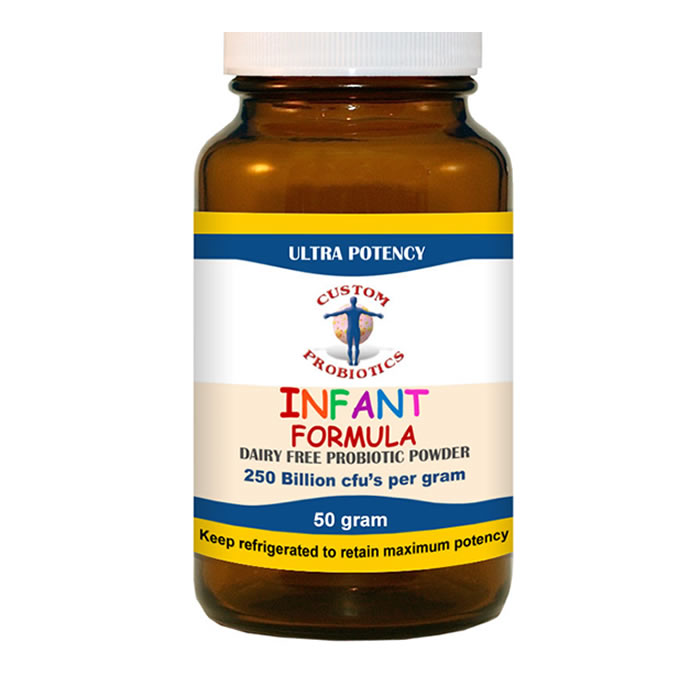 ULTRA POTENCY
CUSTOM
PROBIOTICS
INFANT
FORMULA
DAIRY FREE PROBIOTIC POWDER
250 Billion cfu's per gram
50 gram
Keep refrigerated to retain maximum potency